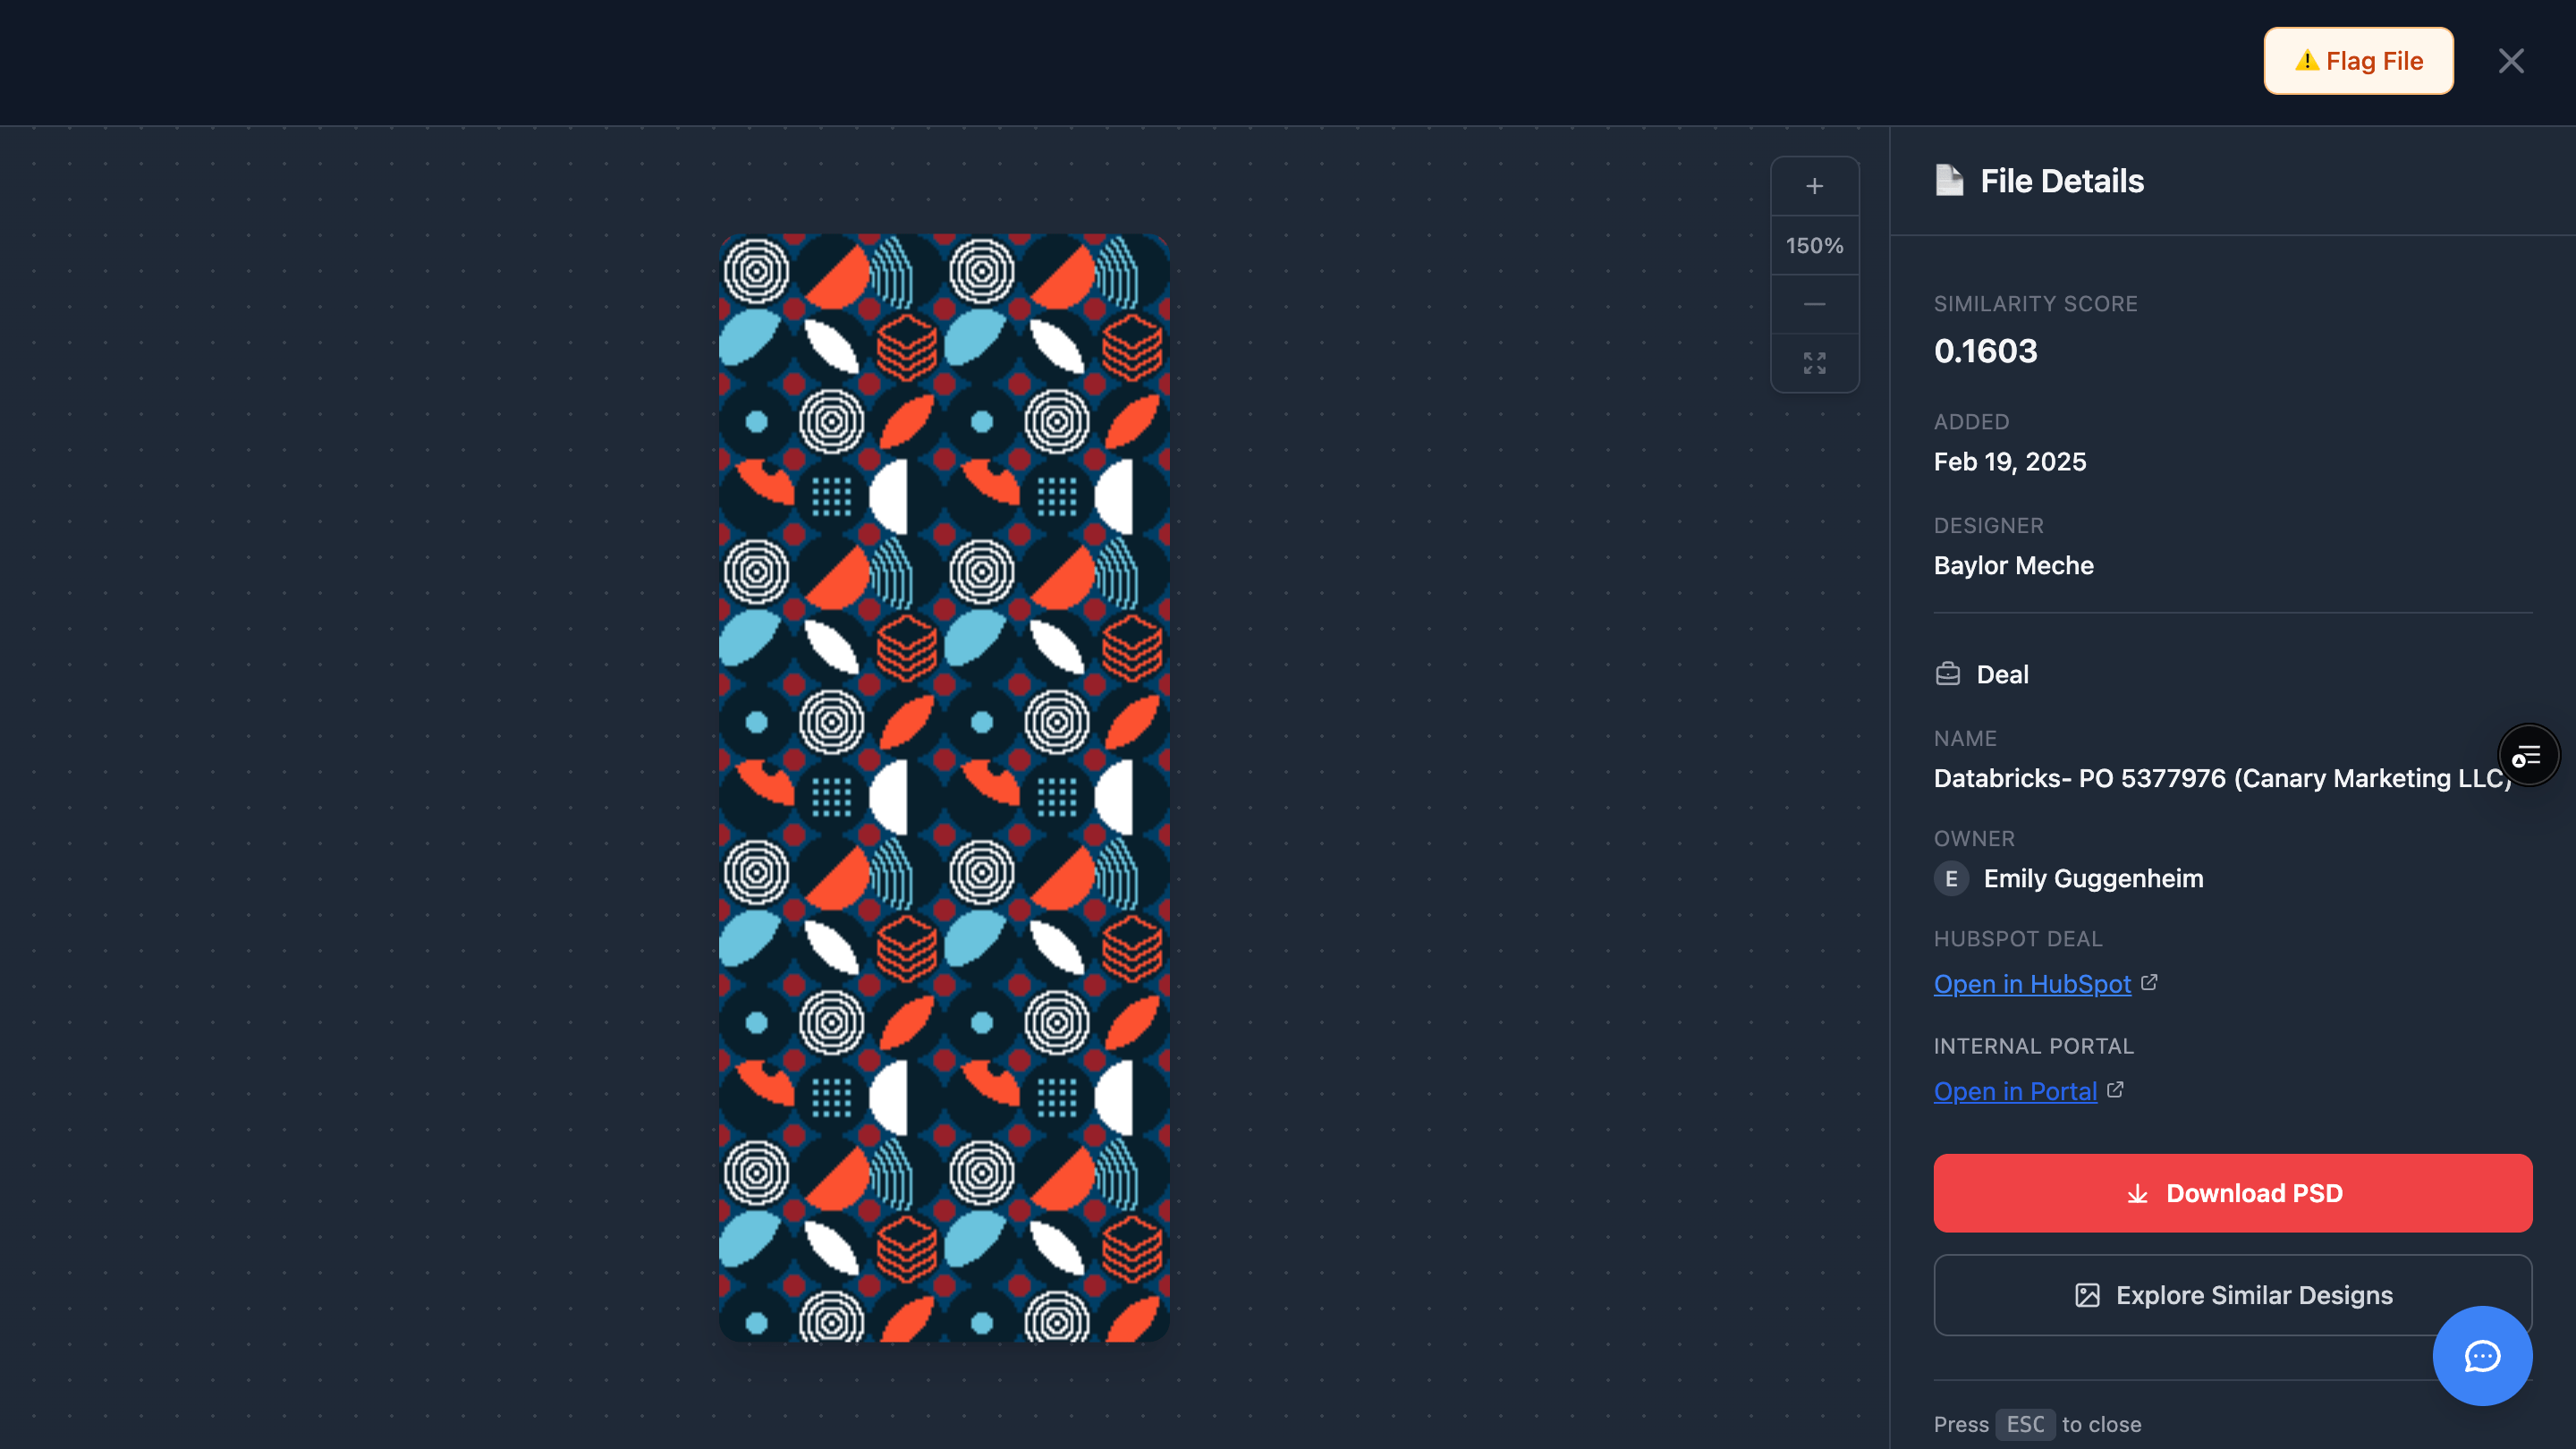 ⚠️ Flag File
File Details
150%
SIMILARITY SCORE
0.1603
ADDED
Feb 19, 2025
DESIGNER
Baylor Meche
Deal
NAME
Databricks- PO 5377976 (Canary Marketing LLC)
OWNER
E Emily Guggenheim
HUBSPOT DEAL
Open in HubSpot
INTERNAL PORTAL
Open in Portal
Download PSD
Explore Similar Designs
Press ESC to close